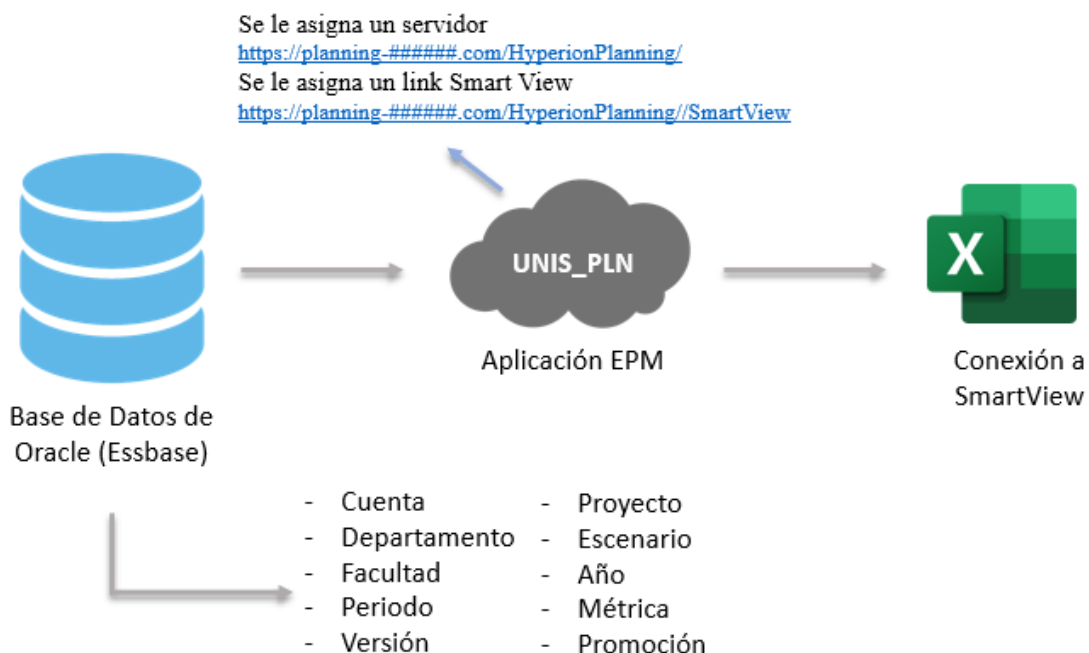 Se le asigna un servidor
https://planning-######.com/HyperionPlanning/
Se le asigna un link Smart View
https://planning-######.com/HyperionPlanning//SmartView
UNIS_PLN
X
Aplicación EPM
Conexión a
SmartView
Base de Datos de
Oracle (Essbase)
- Cuenta
- Departamento
- Facultad
- Periodo
- Versión
- Proyecto
- Escenario
- Año
- Métrica
- Promoción